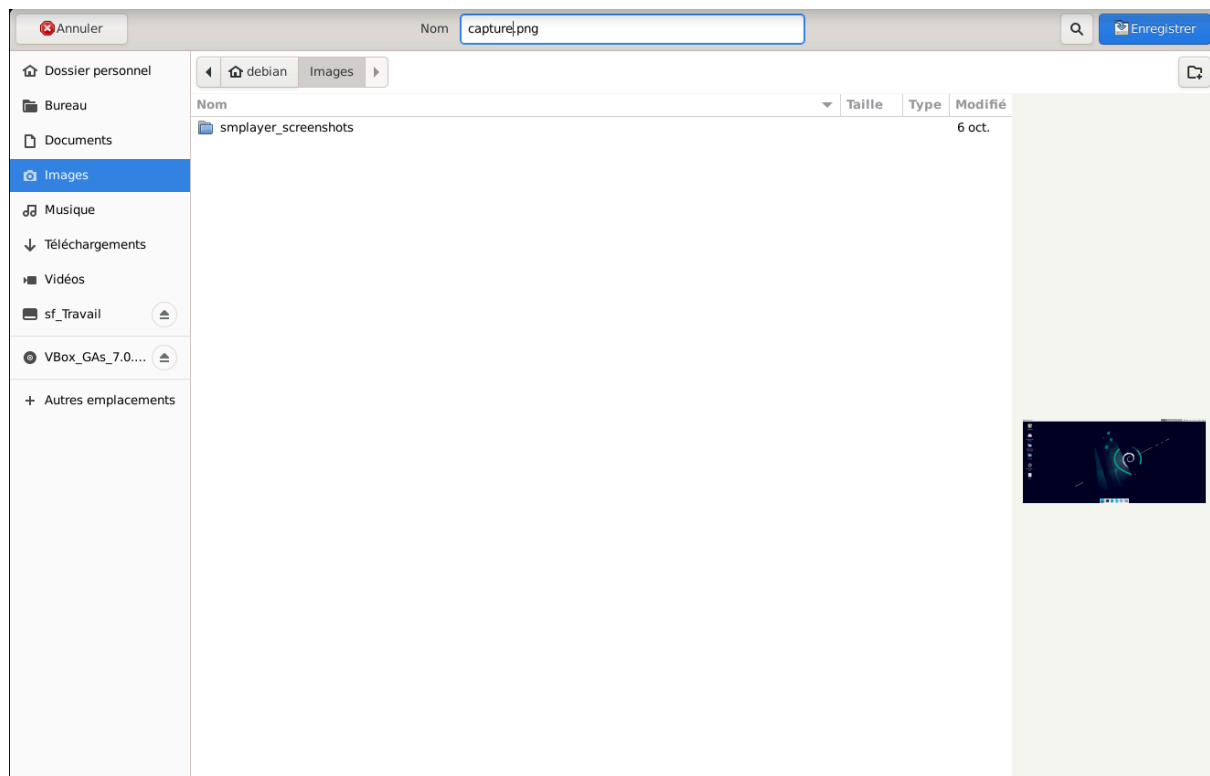 Annuler Nom capture.png Enregistrer
Dossier personnel
debian Images
Bureau
Nom Taille Type Modifié
smplayer_screenshots 6 oct.
Documents
Images
Musique
Téléchargements
Vidéos
sf_Travail
VBox_GAs_7.0....
Autres emplacements